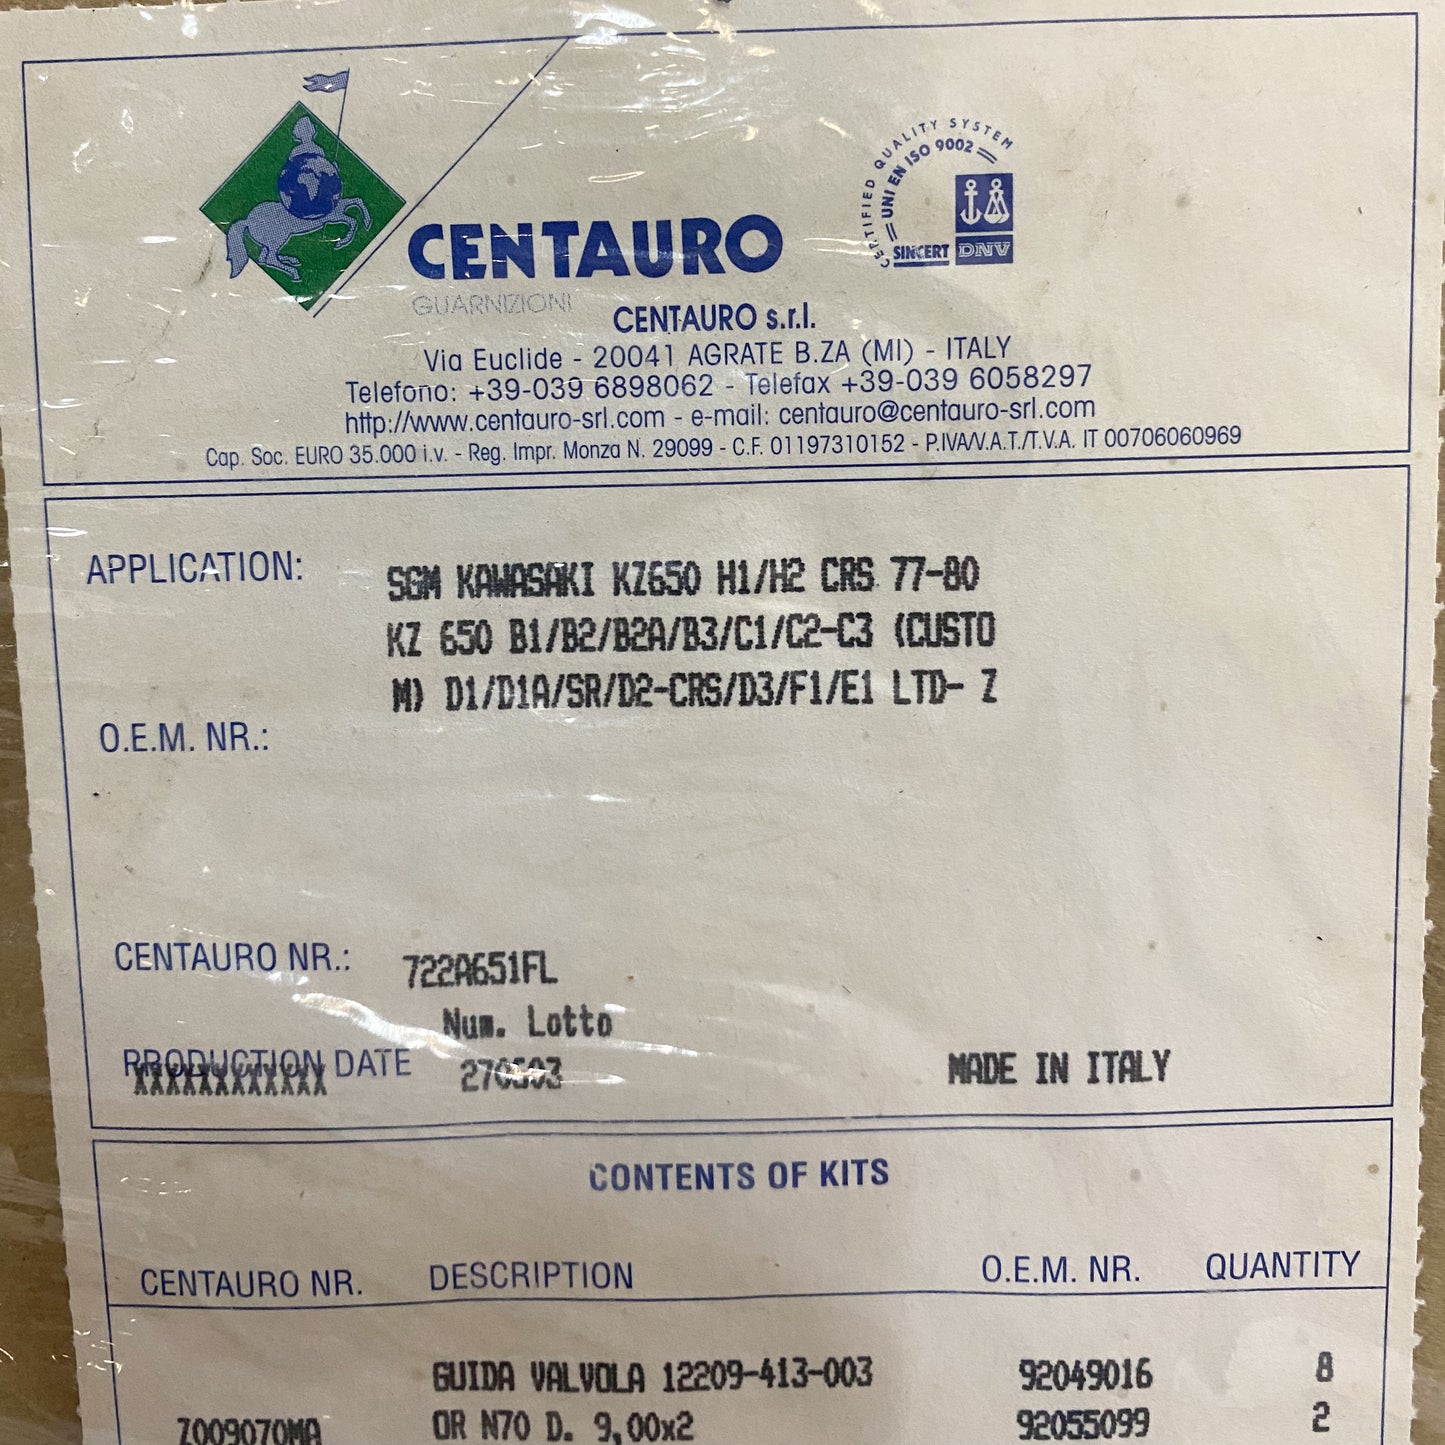 CENTAURO
GUARNIZIONI
CERTIFIED QUALITY SYSTEM
UNI EN ISO 9002
SINCERT DNV
CENTAURO s.r.l.
Via Euclide - 20041 AGRATE B.ZA (MI) - ITALY
Telefono: +39-039 6898062 - Telefax +39-039 6058297
http://www.centauro-srl.com - e-mail: centauro@centauro-srl.com
Cap. Soc. EURO 35.000 i.v. - Reg. Impr. Monza N. 29099 - C.F. 01197310152 - P.IVA/V.A.T./T.V.A. IT 00706060969
APPLICATION: SGM KAWASAKI KZ650 H1/H2 CRS 77-80
KZ 650 B1/B2/B2A/B3/C1/C2-C3 (CUSTO
M) D1/D1A/SR/D2-CRS/D3/F1/E1 LTD- Z
O.E.M. NR.:
CENTAURO NR.: 722A651FL
Num. Lotto
PRODUCTION DATE 270503 MADE IN ITALY
XXXXXXXXXXXX
CONTENTS OF KITS
CENTAURO NR. DESCRIPTION O.E.M. NR. QUANTITY
GUIDA VALVOLA 12209-413-003 92049016 8
Z009070MA OR N70 D. 9,00x2 92055099 2